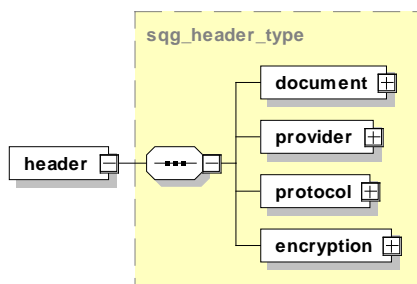 sqg_header_type
document
provider
header
protocol
encryption